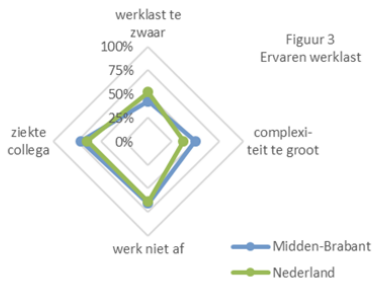 werklast te
zwaar
100%
75%
50%
25%
0%
Figuur 3
Ervaren werklast
ziekte
collega
complexi-
teit te groot
werk niet af
Midden-Brabant
Nederland